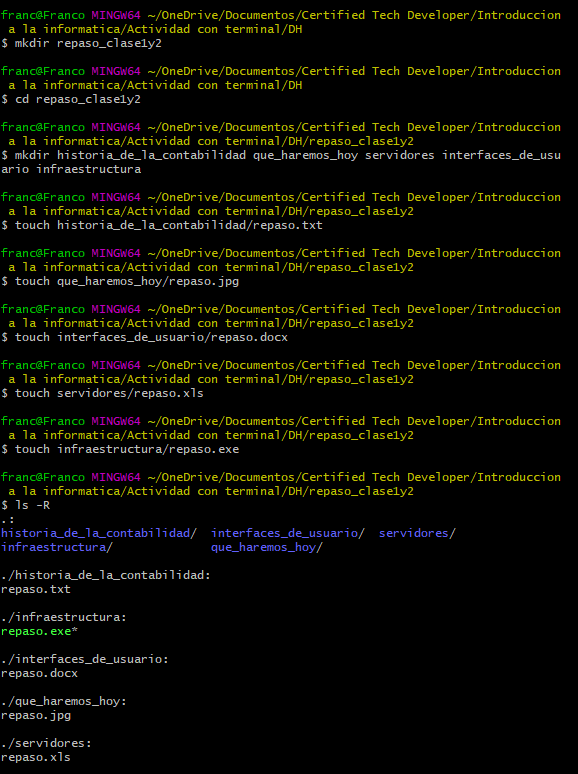 franc@Franco MINGW64 ~/OneDrive/Documentos/Certified Tech Developer/Introduccion
 a la informatica/Actividad con terminal/DH
$ mkdir repaso_clase1y2

franc@Franco MINGW64 ~/OneDrive/Documentos/Certified Tech Developer/Introduccion
 a la informatica/Actividad con terminal/DH
$ cd repaso_clase1y2

franc@Franco MINGW64 ~/OneDrive/Documentos/Certified Tech Developer/Introduccion
 a la informatica/Actividad con terminal/DH/repaso_clase1y2
$ mkdir historia_de_la_contabilidad que_haremos_hoy servidores interfaces_de_usu
ario infraestructura

franc@Franco MINGW64 ~/OneDrive/Documentos/Certified Tech Developer/Introduccion
 a la informatica/Actividad con terminal/DH/repaso_clase1y2
$ touch historia_de_la_contabilidad/repaso.txt

franc@Franco MINGW64 ~/OneDrive/Documentos/Certified Tech Developer/Introduccion
 a la informatica/Actividad con terminal/DH/repaso_clase1y2
$ touch que_haremos_hoy/repaso.jpg

franc@Franco MINGW64 ~/OneDrive/Documentos/Certified Tech Developer/Introduccion
 a la informatica/Actividad con terminal/DH/repaso_clase1y2
$ touch interfaces_de_usuario/repaso.docx

franc@Franco MINGW64 ~/OneDrive/Documentos/Certified Tech Developer/Introduccion
 a la informatica/Actividad con terminal/DH/repaso_clase1y2
$ touch servidores/repaso.xls

franc@Franco MINGW64 ~/OneDrive/Documentos/Certified Tech Developer/Introduccion
 a la informatica/Actividad con terminal/DH/repaso_clase1y2
$ touch infraestructura/repaso.exe

franc@Franco MINGW64 ~/OneDrive/Documentos/Certified Tech Developer/Introduccion
 a la informatica/Actividad con terminal/DH/repaso_clase1y2
$ ls -R
.:
historia_de_la_contabilidad/  interfaces_de_usuario/  servidores/
infraestructura/              que_haremos_hoy/

./historia_de_la_contabilidad:
repaso.txt

./infraestructura:
repaso.exe*

./interfaces_de_usuario:
repaso.docx

./que_haremos_hoy:
repaso.jpg

./servidores:
repaso.xls